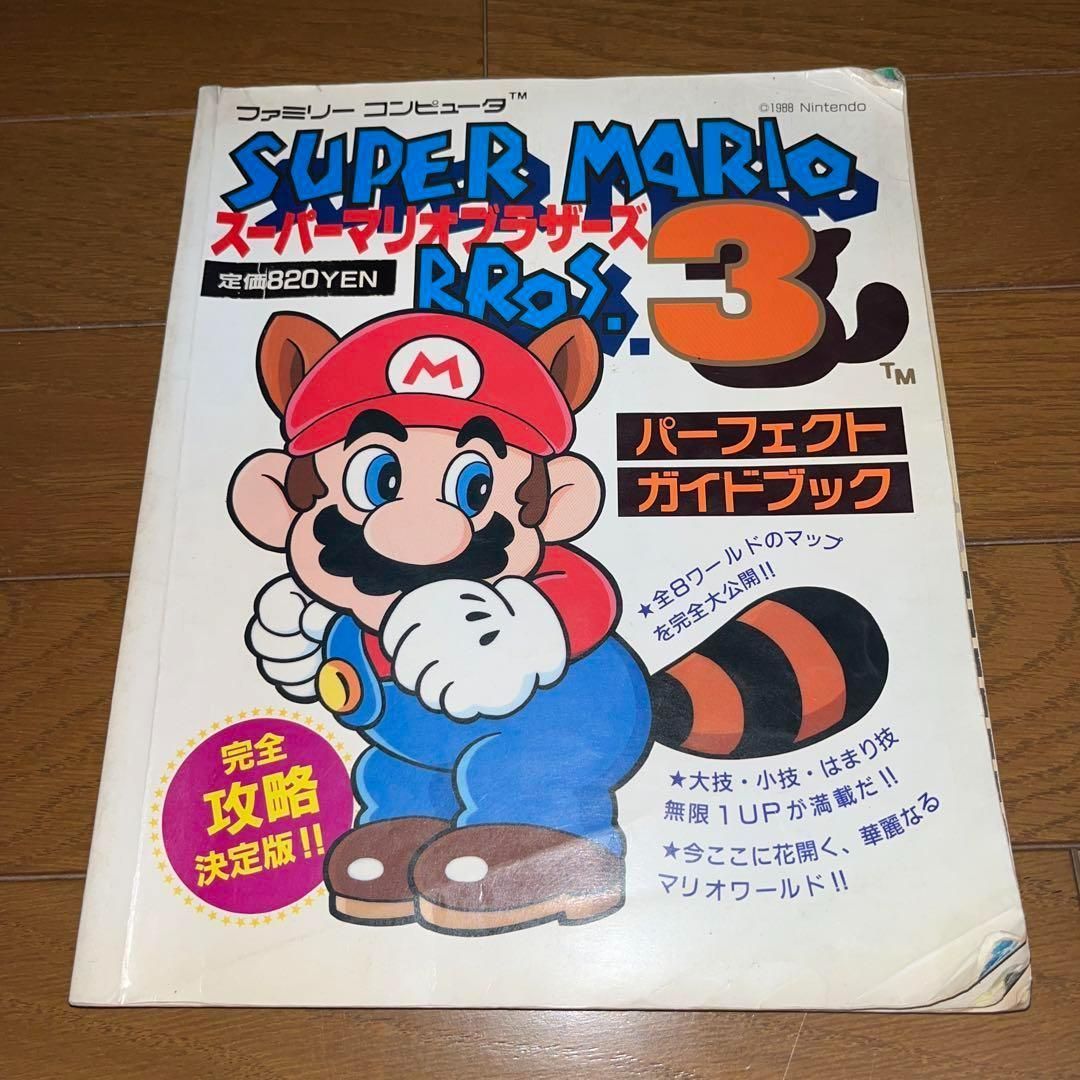 ファミリー コンピュータ™
©1988 Nintendo
SUPER MARIO
スーパーマリオブラザーズ
BROS. 3™
定価820YEN
M
パーフェクト
ガイドブック
★全8ワールドのマップ
を完全大公開!!
完全
攻略
決定版!!
★大技・小技・はまり技
無限1UPが満載だ!!
★今ここに花開く、華麗なる
マリオワールド!!